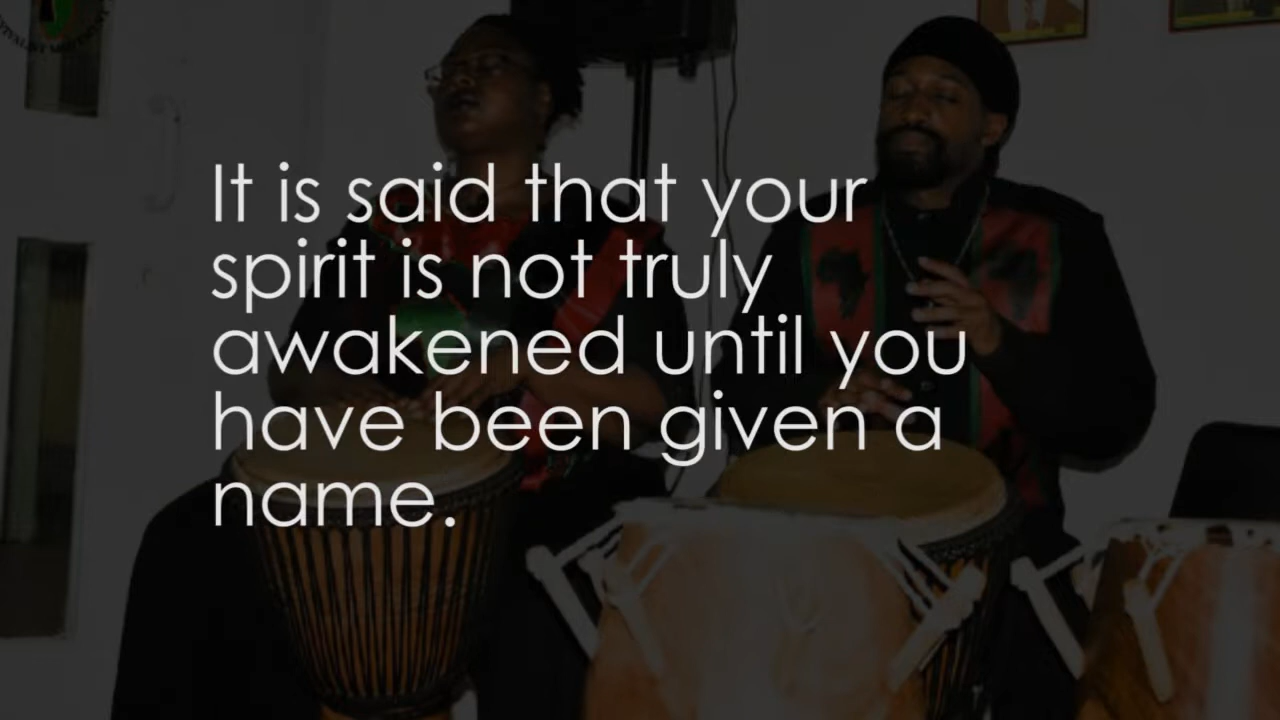 It is said that your
spirit is not truly
awakened until you
have been given a
name.